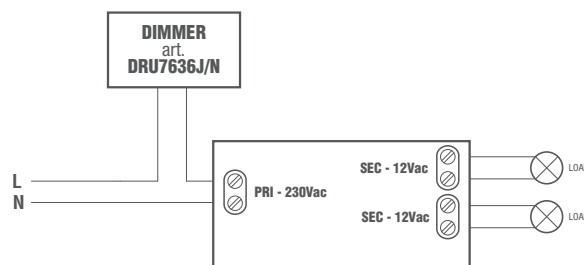 DIMMER
art.
DRU7636J/N
L
N
PRI - 230Vac
SEC - 12Vac
LOA
SEC - 12Vac
LOA